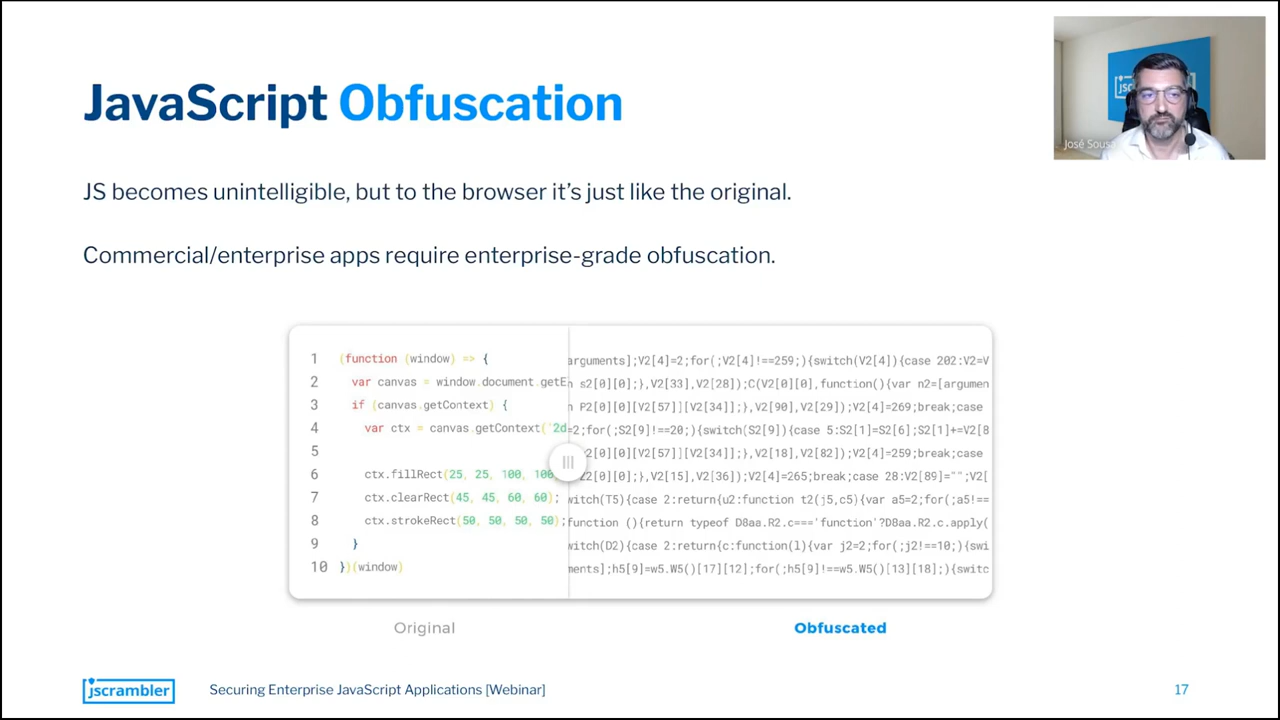 JavaScript Obfuscation
José Sousa
JS becomes unintelligible, but to the browser it's just like the original.
Commercial/enterprise apps require enterprise-grade obfuscation.
1 (function (window) => {
2 var canvas = window.document.getE
3 if (canvas.getContext) {
4 var ctx = canvas.getContext('2d
5
6 ctx.fillRect(25, 25, 100, 100
7 ctx.clearRect(45, 45, 60, 60);
8 ctx.strokeRect(50, 50, 50, 50);
9 }
10 })(window)
arguments];V2[4]=2;for(;V2[4]!==259;){switch(V2[4]){case 202:V2=V
n s2[0][0];},V2[33],V2[28]);C(V2[0][0],function(){var n2=[argumen
n P2[0][0][V2[57]][V2[34]];},V2[90],V2[29]);V2[4]=269;break;case
=2;for(;S2[9]!==20;){switch(S2[9]){case 5:S2[1]=S2[6];S2[1]+=V2[8
2[0][0][V2[57]][V2[34]];},V2[18],V2[82]);V2[4]=259;break;case
2[0][0];},V2[15],V2[36]);V2[4]=265;break;case 28:V2[89]="";V2[
witch(T5){case 2:return{u2:function t2(j5,c5){var a5=2;for(;a5!==
function (){return typeof D8aa.R2.c==='function'?D8aa.R2.c.apply(
witch(D2){case 2:return{c:function(l){var j2=2;for(;j2!==10;){swi
ments];h5[9]=w5.W5()[17][12];for(;h5[9]!==w5.W5()[13][18];){switc
Original
Obfuscated
jscrambler
Securing Enterprise JavaScript Applications [Webinar]
17